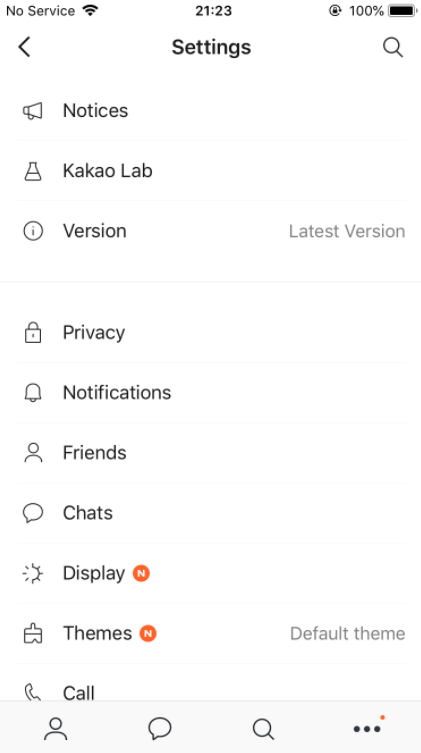 No Service 21:23 100%
Settings
Notices
Kakao Lab
Version Latest Version
Privacy
Notifications
Friends
Chats
Display N
Themes N Default theme
Call